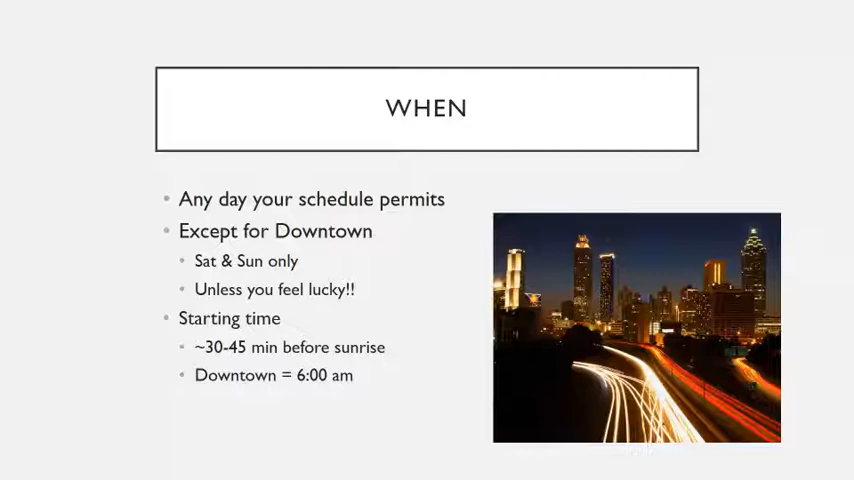 WHEN
Any day your schedule permits
Except for Downtown
Sat & Sun only
Unless you feel lucky!!
Starting time
~30-45 min before sunrise
Downtown = 6:00 am